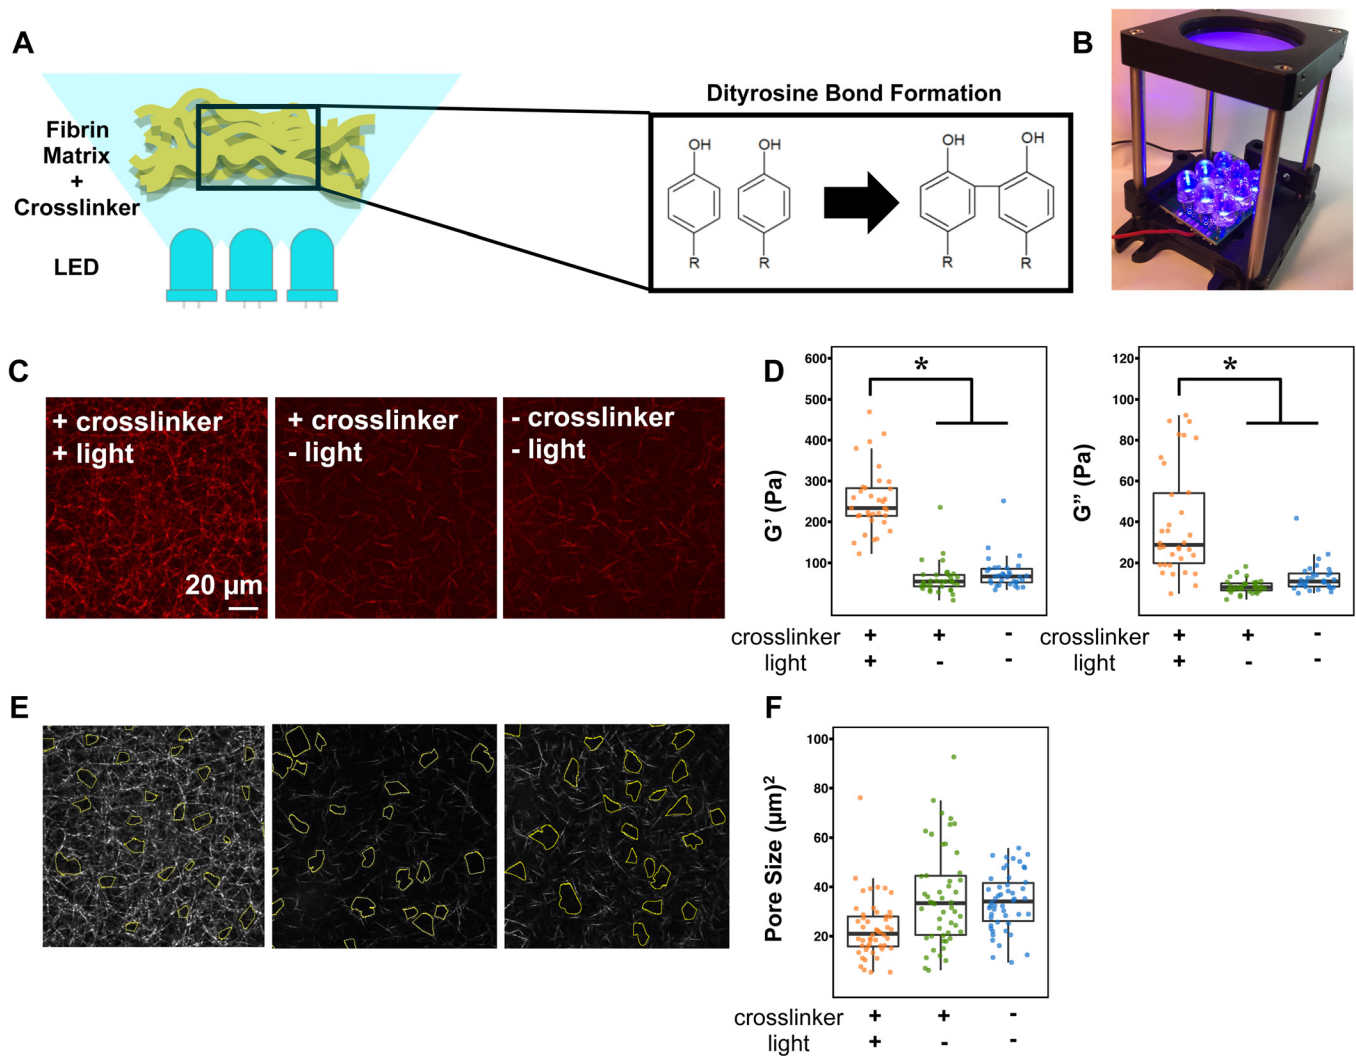 A
B
Fibrin
Matrix
+
Crosslinker
LED
Dityrosine Bond Formation
OH OH OH OH
R R R R
C
+ crosslinker
+ light
20 µm
+ crosslinker
- light
- crosslinker
- light
D
G’ (Pa)
600
500
400
300
200
100
*
crosslinker + + -
light + - -
G’’ (Pa)
120
100
80
60
40
20
*
crosslinker + + -
light + - -
E
F
Pore Size (µm)²
100
80
60
40
20
crosslinker + + -
light + - -